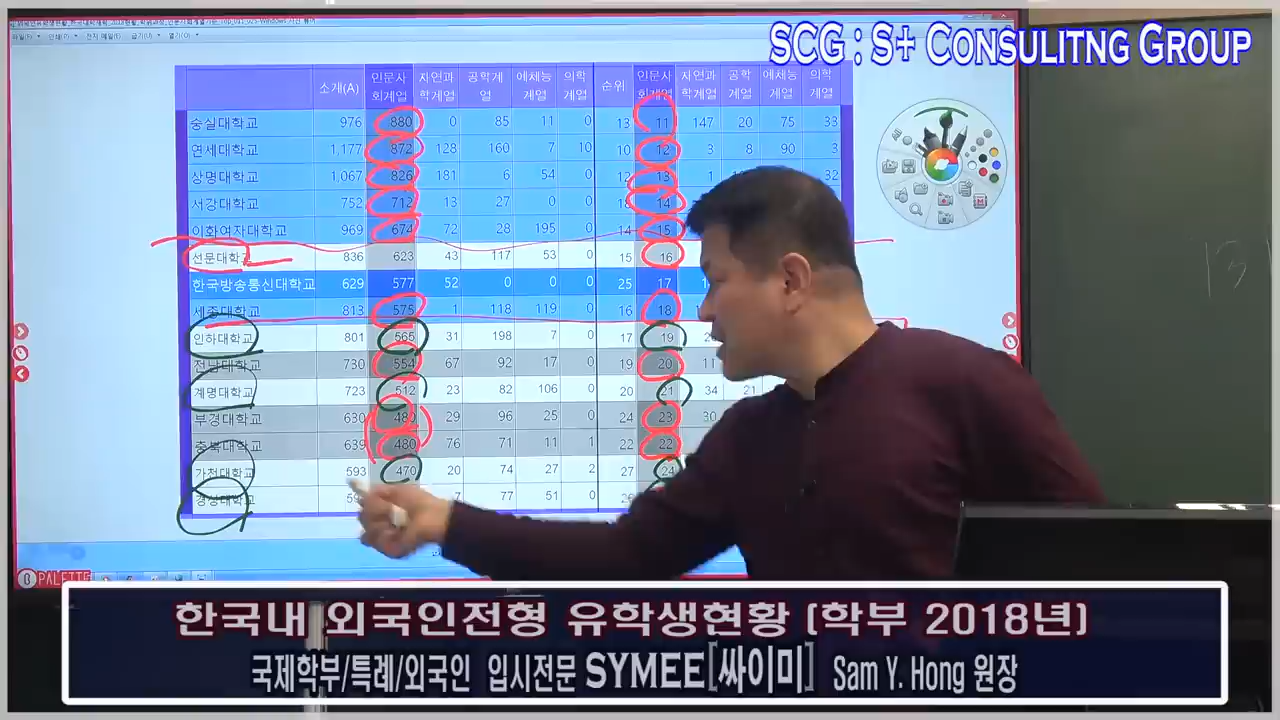 SCG : S+ CONSULITNG GROUP
소개(A) 인문사회계열 자연과학계열 공학계열 예체능계열 의학계열 순위 인문사회계열 자연과학계열 공학계열 예체능계열 의학계열
숭실대학교 976 880 0 85 11 0 13 11 147 20 75 33
연세대학교 1,177 872 128 160 7 10 10 12 3 8 90 3
상명대학교 1,067 826 181 6 54 0 12 13 1 32
서강대학교 752 712 13 27 0 0 18 14
이화여자대학교 969 674 72 28 195 0 14 15
선문대학교 836 623 43 117 53 0 15 16
한국방송통신대학교 629 577 52 0 0 0 25 17
세종대학교 813 575 1 118 119 0 16 18
인하대학교 801 565 31 198 7 0 17 19
전남대학교 730 554 67 92 17 0 19 20 11
계명대학교 723 512 23 82 106 0 20 21 34 21
부경대학교 630 480 29 96 25 0 24 23 30
충북대학교 639 480 76 71 11 1 22 22
가천대학교 593 470 20 74 27 2 27 24
경성대학교 77 51 0 26
PALETTE
한국내 외국인전형 유학생현황 (학부 2018년)
국제학부/특례/외국인 입시전문 SYMEE[싸이미] Sam Y. Hong 원장